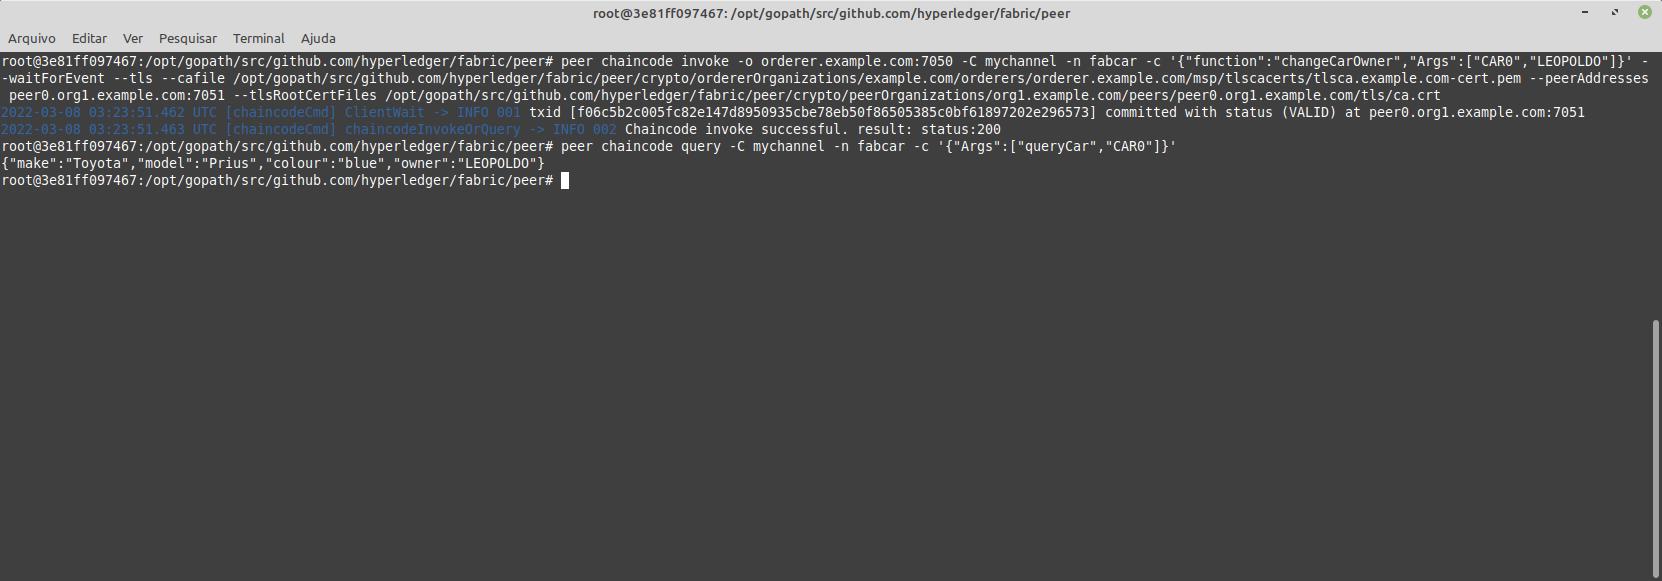 root@3e81ff097467: /opt/gopath/src/github.com/hyperledger/fabric/peer
Arquivo Editar Ver Pesquisar Terminal Ajuda
root@3e81ff097467:/opt/gopath/src/github.com/hyperledger/fabric/peer# peer chaincode invoke -o orderer.example.com:7050 -C mychannel -n fabcar -c '{"function":"changeCarOwner","Args":["CAR0","LEOPOLDO"]}' -
-waitForEvent --tls --cafile /opt/gopath/src/github.com/hyperledger/fabric/peer/crypto/ordererOrganizations/example.com/orderers/orderer.example.com/msp/tlscacerts/tlsca.example.com-cert.pem --peerAddresses
peer0.org1.example.com:7051 --tlsRootCertFiles /opt/gopath/src/github.com/hyperledger/fabric/peer/crypto/peerOrganizations/org1.example.com/peers/peer0.org1.example.com/tls/ca.crt
2022-03-08 03:23:51.462 UTC [chaincodeCmd] ClientWait -> INFO 001 txid [f06c5b2c005fc82e147d8950935cbe78eb50f86505385c0bf61897202e296573] committed with status (VALID) at peer0.org1.example.com:7051
2022-03-08 03:23:51.463 UTC [chaincodeCmd] chaincodeInvokeOrQuery -> INFO 002 Chaincode invoke successful. result: status:200
root@3e81ff097467:/opt/gopath/src/github.com/hyperledger/fabric/peer# peer chaincode query -C mychannel -n fabcar -c '{"Args":["queryCar","CAR0"]}'
{"make":"Toyota","model":"Prius","colour":"blue","owner":"LEOPOLDO"}
root@3e81ff097467:/opt/gopath/src/github.com/hyperledger/fabric/peer#